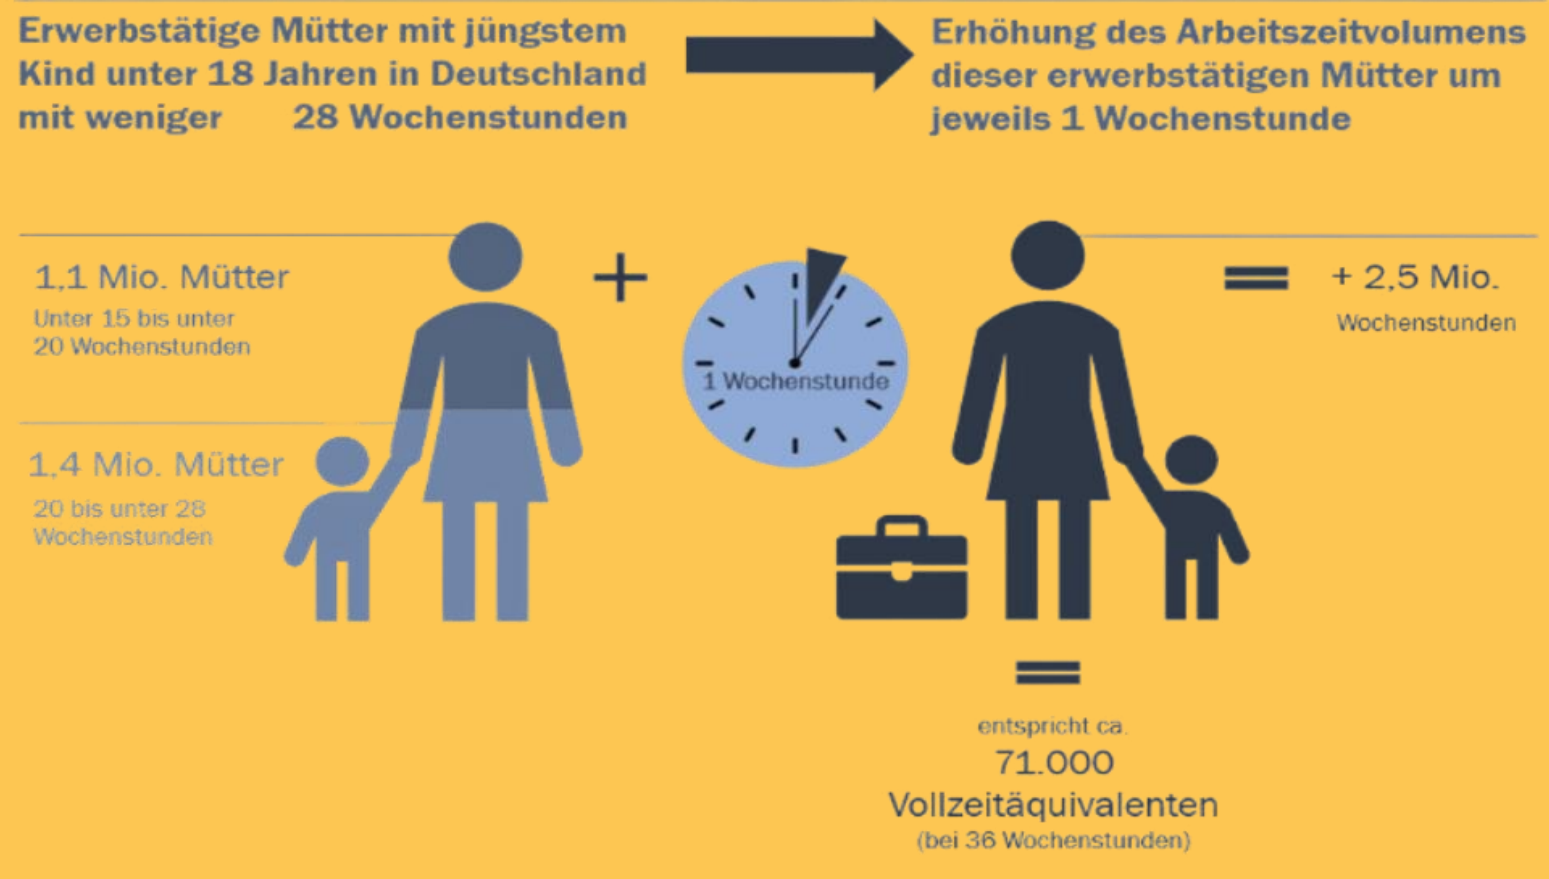 Erwerbstätige Mütter mit jüngstem
Kind unter 18 Jahren in Deutschland
mit weniger 28 Wochenstunden
Erhöhung des Arbeitszeitvolumens
dieser erwerbstätigen Mütter um
jeweils 1 Wochenstunde
1,1 Mio. Mütter
Unter 15 bis unter
20 Wochenstunden
1,4 Mio. Mütter
20 bis unter 28
Wochenstunden
+
1 Wochenstunde
= + 2,5 Mio.
Wochenstunden
=
entspricht ca.
71.000
Vollzeitäquivalenten
(bei 36 Wochenstunden)